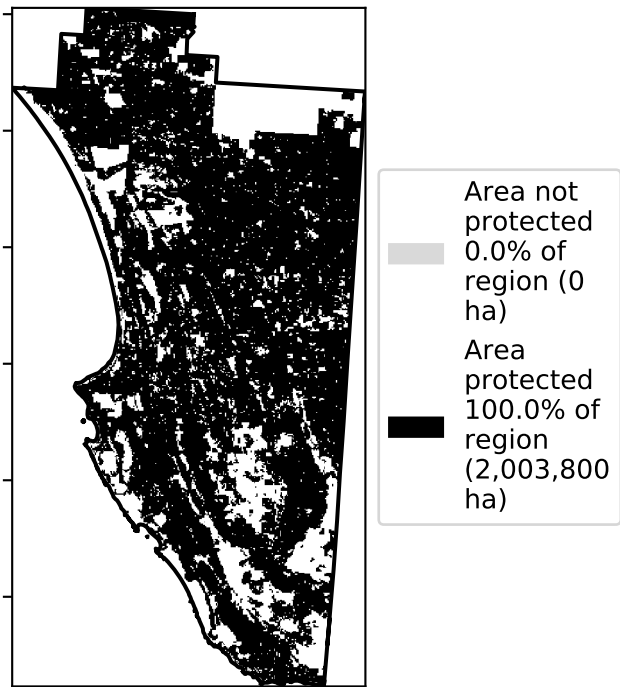 Area not
protected
0.0% of
region (0
ha)
Area
protected
100.0% of
region
(2,003,800
ha)